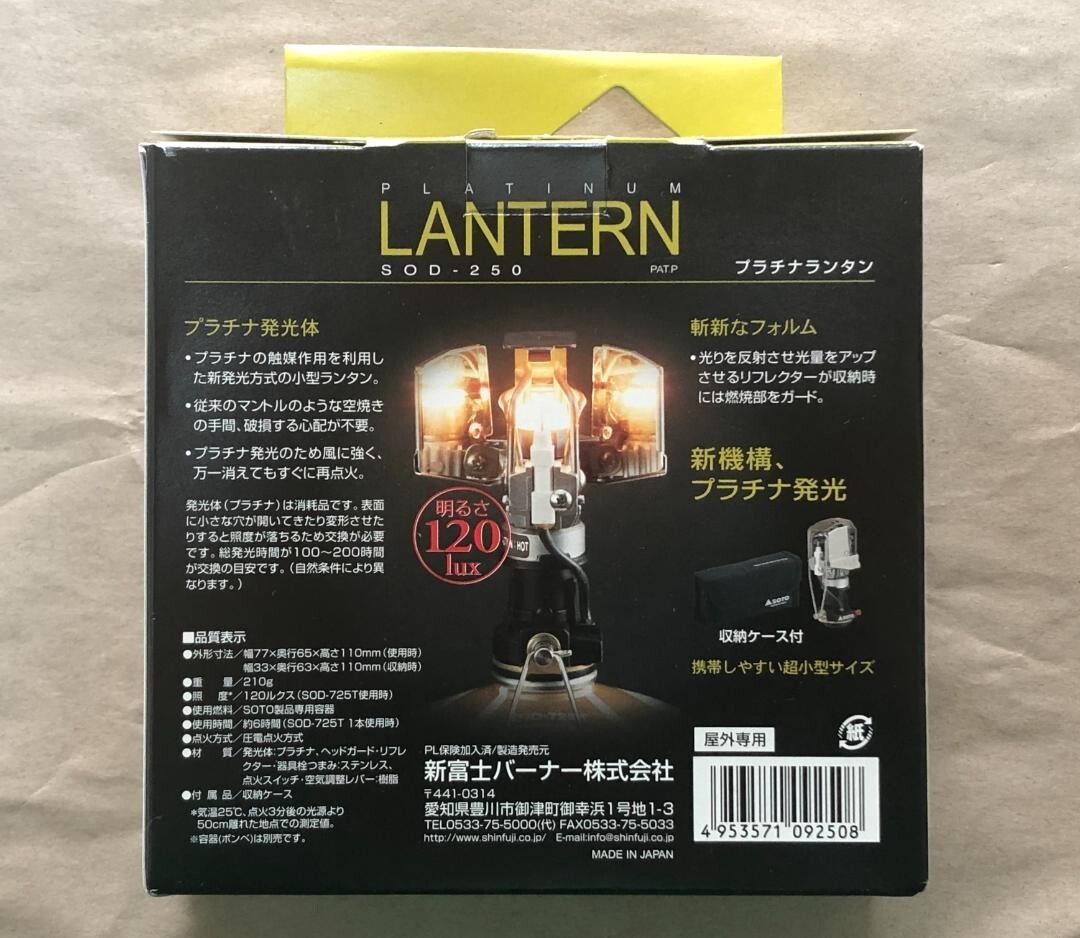 PLATINUM
LANTERN
SOD-250
PAT.P
プラチナランタン
プラチナ発光体
•プラチナの触媒作用を利用し
た新発光方式の小型ランタン。
•従来のマントルのような空焼き
の手間、破損する心配が不要。
•プラチナ発光のため風に強く、
万一消えてもすぐに再点火。
発光体(プラチナ)は消耗品です。表面
に小さな穴が開いてきたり変形させた
りすると照度が落ちるため交換が必要
です。総発光時間が100〜200時間
が交換の目安です。(自然条件により異
なります。)
明るさ
120
lux
HOT
斬新なフォルム
•光りを反射させ光量をアップ
させるリフレクターが収納時
には燃焼部をガード。
新機構、
プラチナ発光
SOTO
SOTO
収納ケース付
携帯しやすい超小型サイズ
■品質表示
●外形寸法/幅77×奥行65×高さ110mm(使用時)
幅33×奥行63×高さ110mm(収納時)
●重 量/210g
●照 度*/120ルクス(SOD-725T使用時)
●使用燃料/SOTO製品専用容器
●使用時間/約6時間(SOD-725T 1本使用時)
●点火方式/圧電点火方式
●材 質/発光体:プラチナ、ヘッドガード・リフレ
クター・器具栓つまみ:ステンレス、
点火スイッチ・空気調整レバー:樹脂
●付属品/収納ケース
*気温25℃、点火3分後の光源より
50cm離れた地点での測定値。
※容器(ボンベ)は別売です。
PL保険加入済/製造発売元
新富士バーナー株式会社
〒441-0314
愛知県豊川市御津町御幸浜1号地1-3
TEL0533-75-5000(代) FAX0533-75-5033
http://www.shinfuji.co.jp/ E-mail:info@shinfuji.co.jp
MADE IN JAPAN
屋外専用
紙
4 953571 092508